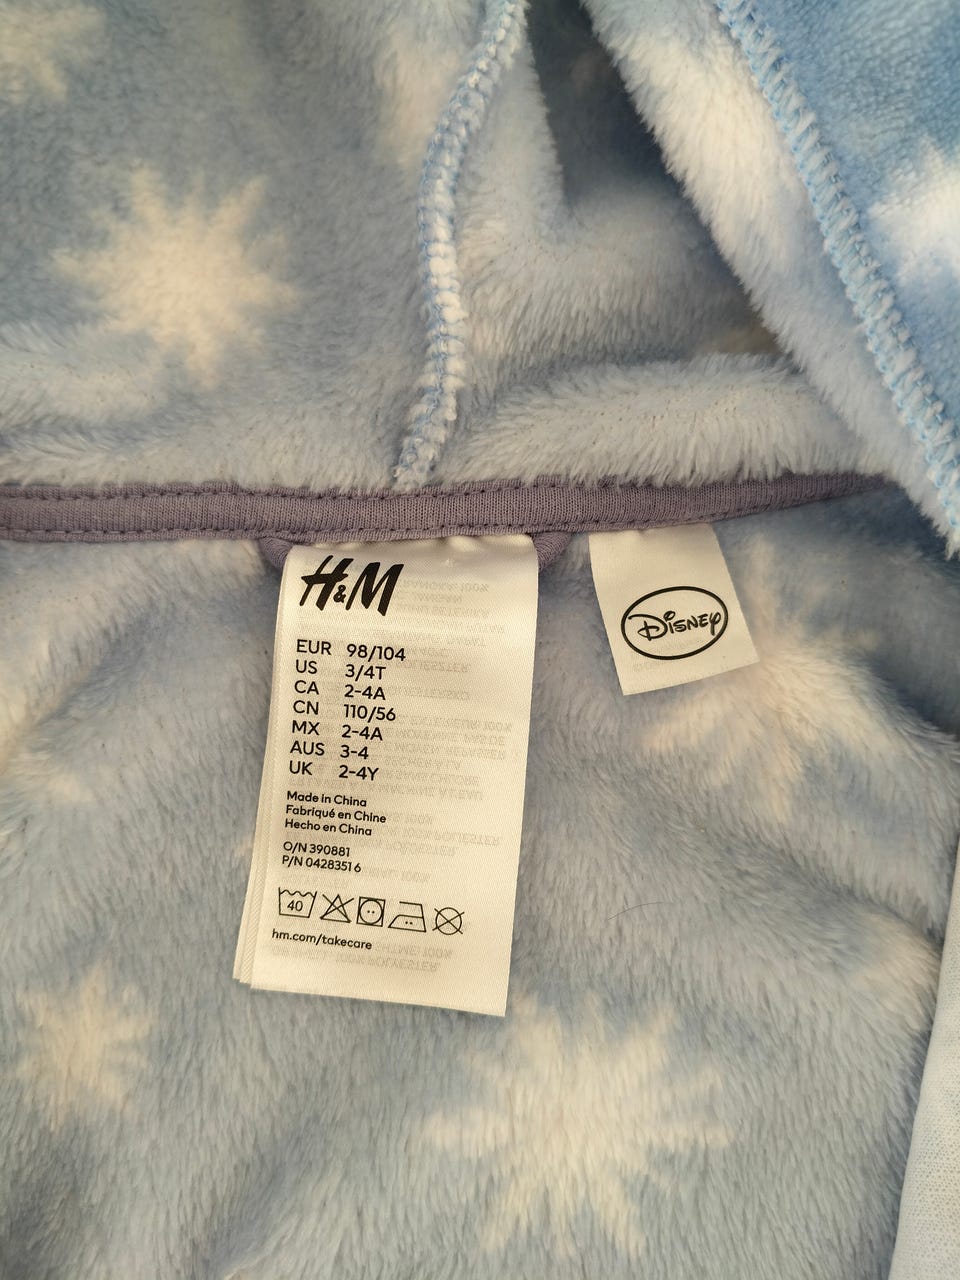 H&M
EUR 98/104
US 3/4T
CA 2-4A
CN 110/56
MX 2-4A
AUS 3-4
UK 2-4Y
Made in China
Fabriqué en Chine
Hecho en China
O/N 390881
P/N 04283516
40
hm.com/takecare
Disney